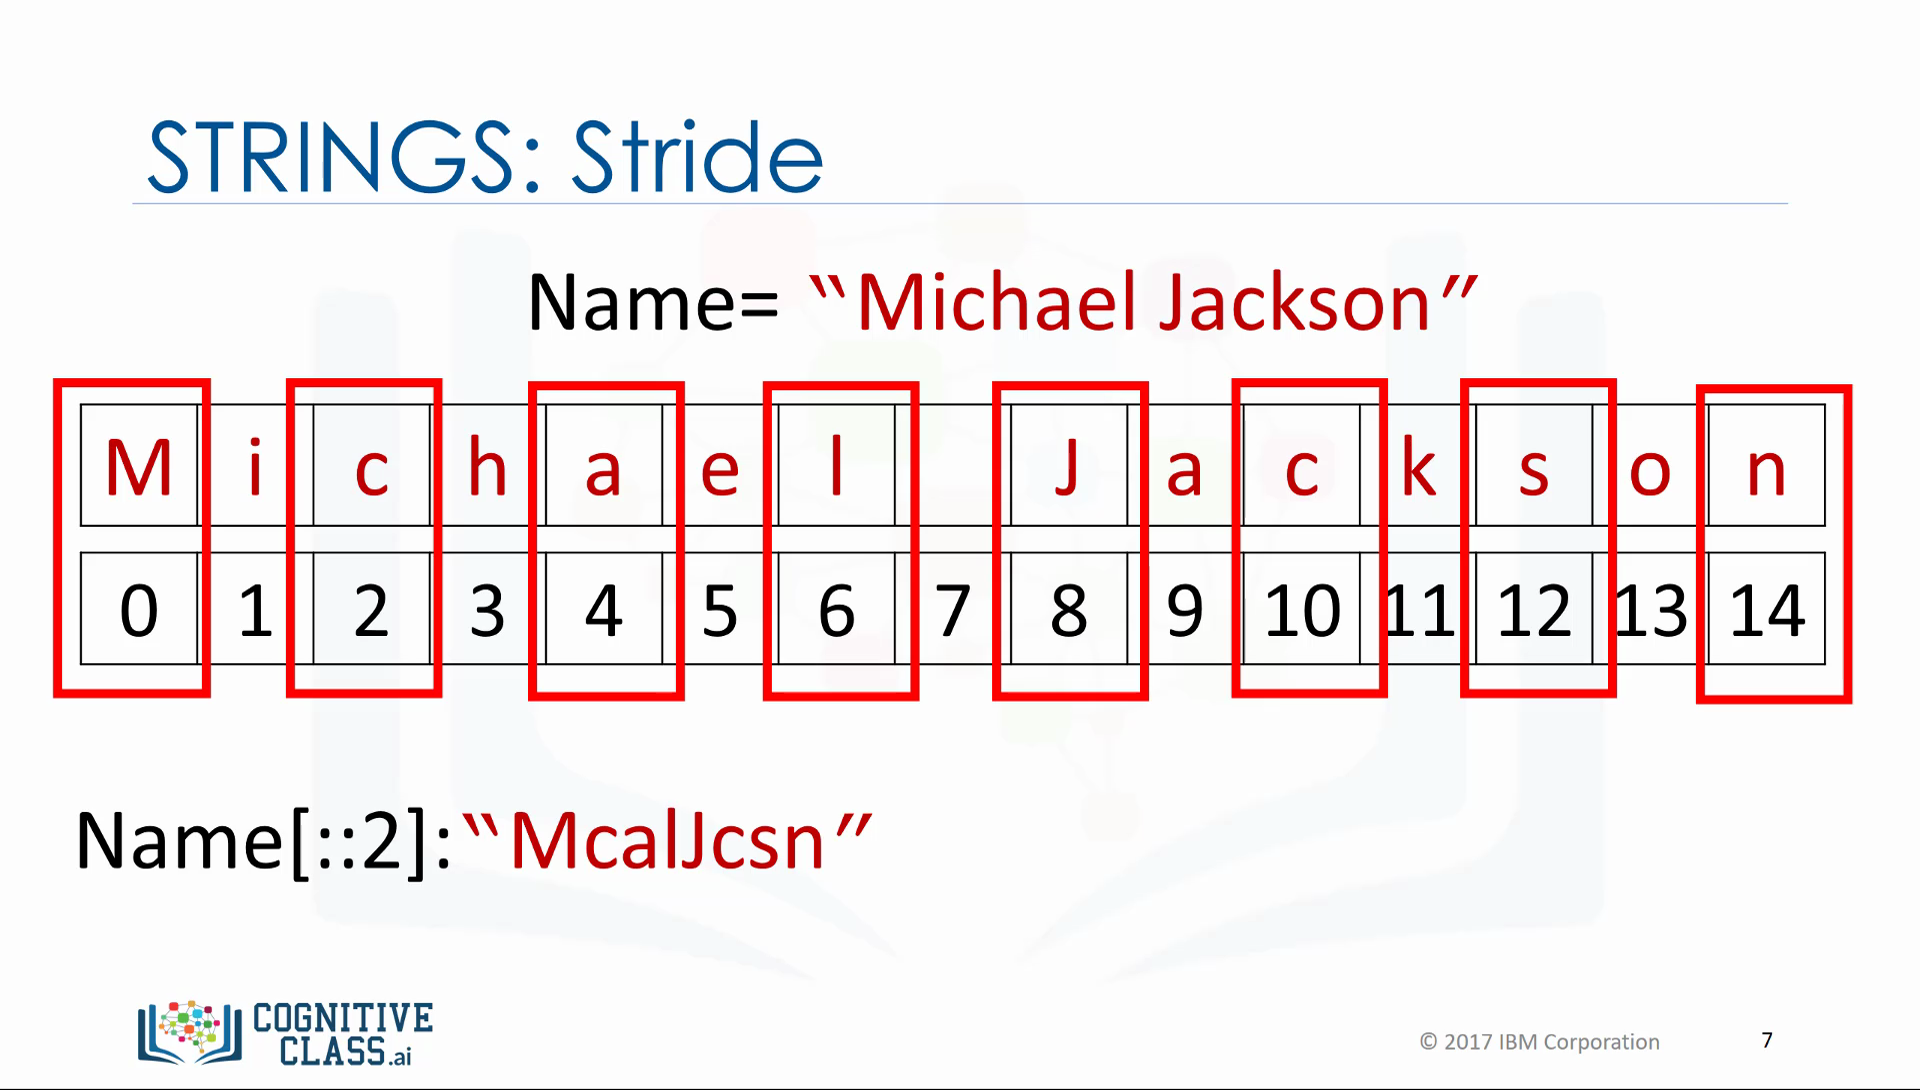 STRINGS: Stride
Name= “Michael Jackson”
M i c h a e l J a c k s o n
0 1 2 3 4 5 6 7 8 9 10 11 12 13 14
Name[::2]:“McalJcsn”
COGNITIVE
CLASS.ai
© 2017 IBM Corporation 7